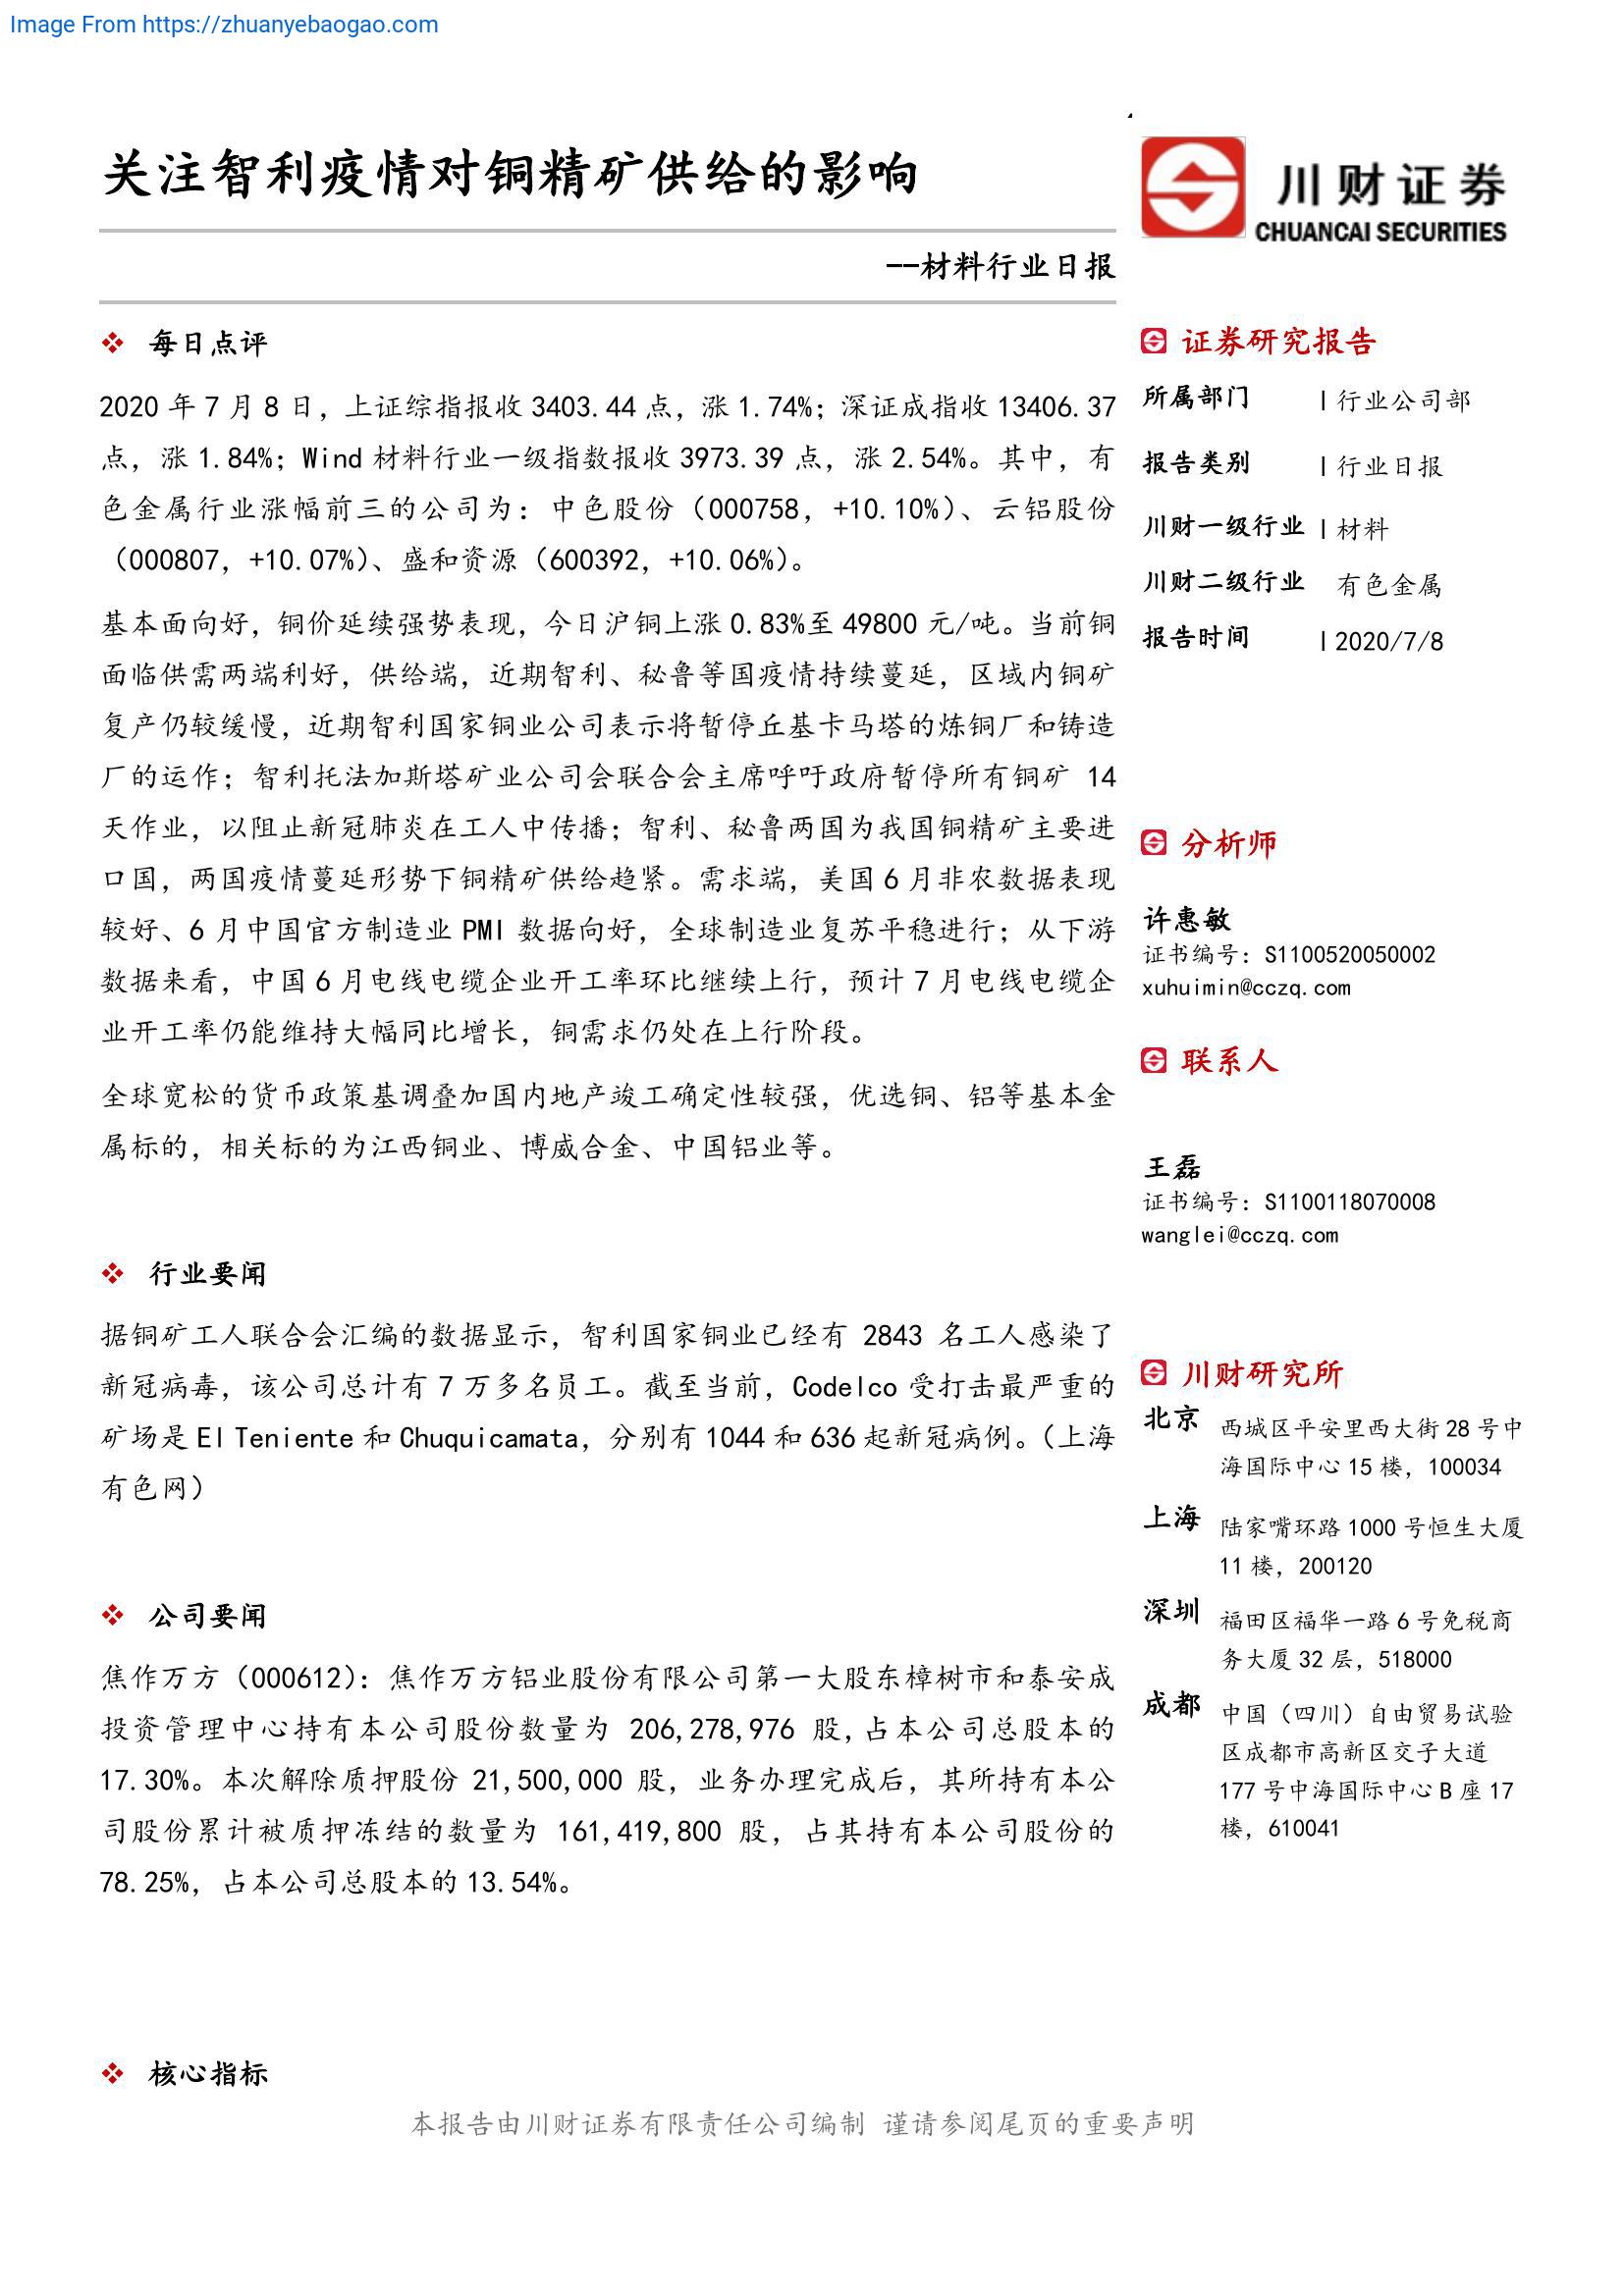 Image From https://zhuanyebaogao.com
关注智利疫情对铜精矿供给的影响
川财证券
CHUANCAI SECURITIES
--材料行业日报
❖ 每日点评
2020 年 7 月 8 日，上证综指报收 3403.44 点，涨 1.74%；深证成指收 13406.37
点，涨 1.84%；Wind 材料行业一级指数报收 3973.39 点，涨 2.54%。其中，有
色金属行业涨幅前三的公司为：中色股份（000758，+10.10%）、云铝股份
（000807，+10.07%）、盛和资源（600392，+10.06%）。
基本面向好，铜价延续强势表现，今日沪铜上涨 0.83%至 49800 元/吨。当前铜
面临供需两端利好，供给端，近期智利、秘鲁等国疫情持续蔓延，区域内铜矿
复产仍较缓慢，近期智利国家铜业公司表示将暂停丘基卡马塔的炼铜厂和铸造
厂的运作；智利托法加斯塔矿业公司会联合会主席呼吁政府暂停所有铜矿 14
天作业，以阻止新冠肺炎在工人中传播；智利、秘鲁两国为我国铜精矿主要进
口国，两国疫情蔓延形势下铜精矿供给趋紧。需求端，美国 6 月非农数据表现
较好、6 月中国官方制造业 PMI 数据向好，全球制造业复苏平稳进行；从下游
数据来看，中国 6 月电线电缆企业开工率环比继续上行，预计 7 月电线电缆企
业开工率仍能维持大幅同比增长，铜需求仍处在上行阶段。
全球宽松的货币政策基调叠加国内地产竣工确定性较强，优选铜、铝等基本金
属标的，相关标的为江西铜业、博威合金、中国铝业等。
❖ 行业要闻
据铜矿工人联合会汇编的数据显示，智利国家铜业已经有 2843 名工人感染了
新冠病毒，该公司总计有 7 万多名员工。截至当前，Codelco 受打击最严重的
矿场是 El Teniente 和 Chuquicamata，分别有 1044 和 636 起新冠病例。（上海
有色网）
❖ 公司要闻
焦作万方（000612）：焦作万方铝业股份有限公司第一大股东樟树市和泰安成
投资管理中心持有本公司股份数量为 206,278,976 股,占本公司总股本的
17.30%。本次解除质押股份 21,500,000 股，业务办理完成后，其所持有本公
司股份累计被质押冻结的数量为 161,419,800 股，占其持有本公司股份的
78.25%，占本公司总股本的 13.54%。
❖ 核心指标
证券研究报告
所属部门 | 行业公司部
报告类别 | 行业日报
川财一级行业 | 材料
川财二级行业 有色金属
报告时间 | 2020/7/8
分析师
许惠敏
证书编号：S1100520050002
xuhuimin@cczq.com
联系人
王磊
证书编号：S1100118070008
wanglei@cczq.com
川财研究所
北京 西城区平安里西大街 28 号中
海国际中心 15 楼，100034
上海 陆家嘴环路 1000 号恒生大厦
11 楼，200120
深圳 福田区福华一路 6 号免税商
务大厦 32 层，518000
成都 中国（四川）自由贸易试验
区成都市高新区交子大道
177 号中海国际中心 B 座 17
楼，610041
本报告由川财证券有限责任公司编制 谨请参阅尾页的重要声明